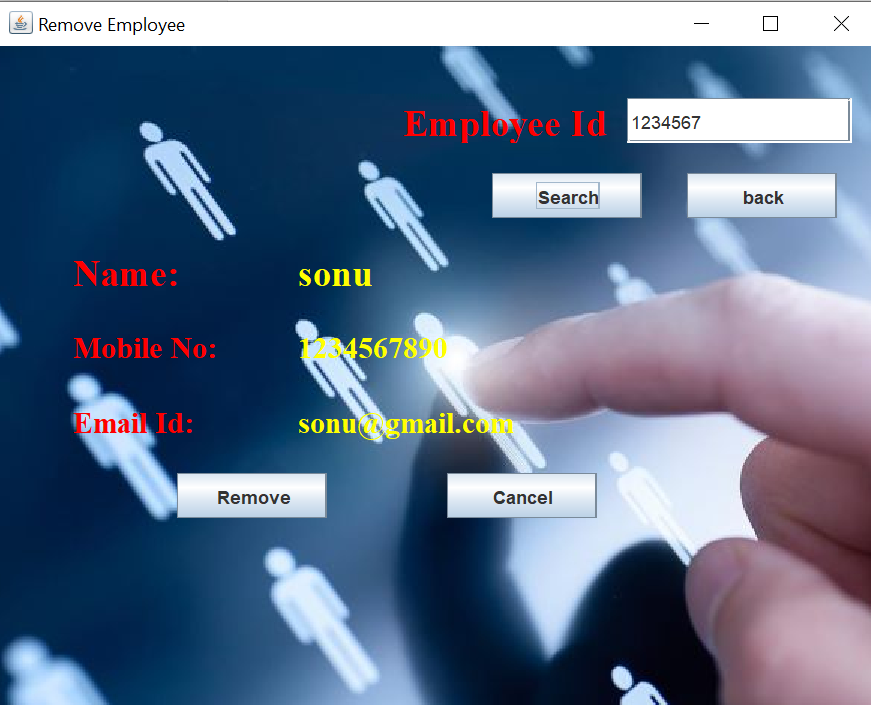 Remove Employee
Employee Id 1234567
Search back
Name: sonu
Mobile No: 1234567890
Email Id: sonu@gmail.com
Remove Cancel